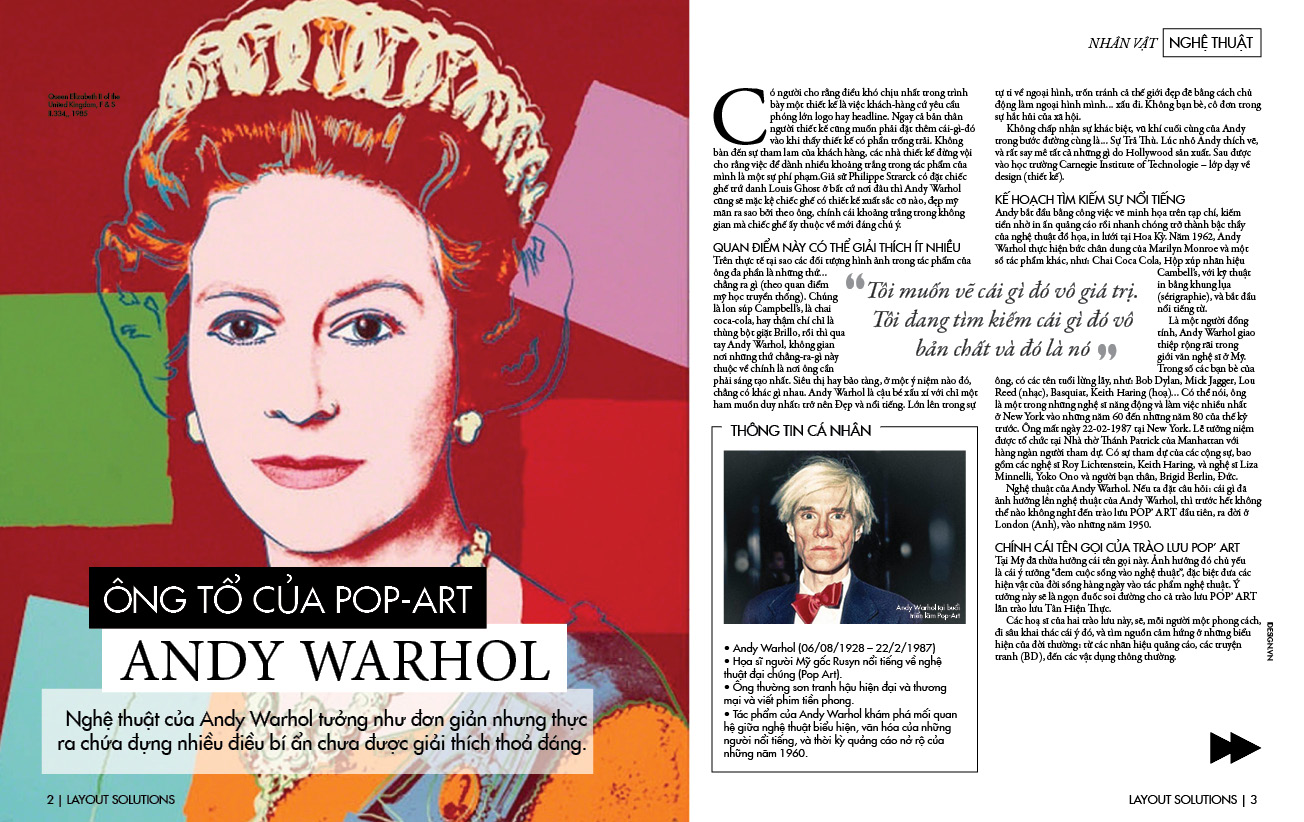 Queen Elizabeth II of the
United Kingdom, F & S
II.334,, 1985
ÔNG TỔ CỦA POP-ART
ANDY WARHOL
Nghệ thuật của Andy Warhol tưởng như đơn giản nhưng thực
ra chứa đựng nhiều điều bí ẩn chưa được giải thích thoả đáng.
2 | LAYOUT SOLUTIONS
NHÂN VẬT NGHỆ THUẬT
Có người cho rằng điều khó chịu nhất trong trình
bày một thiết kế là việc khách-hàng cứ yêu cầu
phóng lớn logo hay headline. Ngay cả bản thân
người thiết kế cũng muốn phải đặt thêm cái-gì-đó
vào khi thấy thiết kế có phần trống trải. Không
bàn đến sự tham lam của khách hàng, các nhà thiết kế đừng vội
cho rằng việc để dành nhiều khoảng trắng trong tác phẩm của
mình là một sự phí phạm.Giả sử Philippe Strarck có đặt chiếc
ghế trứ danh Louis Ghost ở bất cứ nơi đâu thì Andy Warhol
cũng sẽ mặc kệ chiếc ghế có thiết kế xuất sắc cỡ nào, đẹp mỹ
mãn ra sao bởi theo ông, chính cái khoảng trắng trong không
gian mà chiếc ghế ấy thuộc về mới đáng chú ý.
QUAN ĐIỂM NÀY CÓ THỂ GIẢI THÍCH ÍT NHIỀU
Trên thực tế tại sao các đối tượng hình ảnh trong tác phẩm của
ông đa phần là những thứ...
chẳng ra gì (theo quan điểm
mỹ học truyền thống). Chúng
là lon súp Campbell's, là chai
coca-cola, hay thậm chí chỉ là
thùng bột giặt Brillo, rồi thì qua
tay Andy Warhol, không gian
nơi những thứ chẳng-ra-gì này
thuộc về chính là nơi ông cần
phải sáng tạo nhất. Siêu thị hay bảo tàng, ở một ý niệm nào đó,
chẳng có khác gì nhau. Andy Warhol là cậu bé xấu xí với chỉ một
ham muốn duy nhất: trở nên Đẹp và nổi tiếng. Lớn lên trong sự
“Tôi muốn vẽ cái gì đó vô giá trị.
Tôi đang tìm kiếm cái gì đó vô
bản chất và đó là nó ”
THÔNG TIN CÁ NHÂN
Andy Warhol tại buổi
triển lãm Pop-Art
• Andy Warhol (06/08/1928 – 22/2/1987)
• Họa sĩ người Mỹ gốc Rusyn nổi tiếng về nghệ
thuật đại chúng (Pop Art).
• Ông thường sơn tranh hậu hiện đại và thương
mại và viết phim tiền phong.
• Tác phẩm của Andy Warhol khám phá mối quan
hệ giữa nghệ thuật biểu hiện, văn hóa của những
người nổi tiếng, và thời kỳ quảng cáo nở rộ của
những năm 1960.
tự ti về ngoại hình, trốn tránh cả thế giới đẹp đẽ bằng cách chủ
động làm ngoại hình mình... xấu đi. Không bạn bè, cô đơn trong
sự hắt hủi của xã hội.
Không chấp nhận sự khác biệt, vũ khí cuối cùng của Andy
trong bước đường cùng là... Sự Trả Thù. Lúc nhỏ Andy thích vẽ,
và rất say mê tất cả những gì do Hollywood sản xuất. Sau được
vào học trường Carnegie Institute of Technologie – lớp dạy về
design (thiết kế).
KẾ HOẠCH TÌM KIẾM SỰ NỔI TIẾNG
Andy bắt đầu bằng công việc vẽ minh họa trên tạp chí, kiếm
tiền nhờ in ấn quảng cáo rồi nhanh chóng trở thành bậc thầy
của nghệ thuật đồ họa, in lưới tại Hoa Kỳ. Năm 1962, Andy
Warhol thực hiện bức chân dung của Marilyn Monroe và một
số tác phẩm khác, như: Chai Coca Cola, Hộp xúp nhãn hiệu
Cambell's, với kỹ thuật
in bằng khung lụa
(sérigraphie), và bắt đầu
nổi tiếng từ.
Là một người đồng
tính, Andy Warhol giao
thiệp rộng rãi trong
giới văn nghệ sĩ ở Mỹ.
Trong số các bạn bè của
ông, có các tên tuổi lừng lẫy, như: Bob Dylan, Mick Jagger, Lou
Reed (nhạc), Basquiat, Keith Haring (hoạ)... Có thể nói, ông
là một trong những nghệ sĩ năng động và làm việc nhiều nhất
ở New York vào những năm 60 đến những năm 80 của thế kỷ
trước. Ông mất ngày 22-02-1987 tại New York. Lễ tưởng niệm
được tổ chức tại Nhà thờ Thánh Patrick của Manhattan với
hàng ngàn người tham dự. Có sự tham dự của các cộng sự, bao
gồm các nghệ sĩ Roy Lichtenstein, Keith Haring, và nghệ sĩ Liza
Minnelli, Yoko Ono và người bạn thân, Brigid Berlin, Đức.
Nghệ thuật của Andy Warhol. Nếu ta đặt câu hỏi: cái gì đã
ảnh hưởng lên nghệ thuật của Andy Warhol, thì trước hết không
thể nào không nghĩ đến trào lưu POP' ART đầu tiên, ra đời ở
London (Anh), vào những năm 1950.
CHÍNH CÁI TÊN GỌI CỦA TRÀO LƯU POP' ART
Tại Mỹ đã thừa hưởng cái tên gọi này. Ảnh hưởng đó chủ yếu
là cái ý tưởng “đem cuộc sống vào nghệ thuật”, đặc biệt đưa các
hiện vật của đời sống hàng ngày vào tác phẩm nghệ thuật. Ý
tưởng này sẽ là ngọn đuốc soi đường cho cả trào lưu POP' ART
lẫn trào lưu Tân Hiện Thực.
Các hoạ sĩ của hai trào lưu này, sẽ, mỗi người một phong cách,
đi sâu khai thác cái ý đó, và tìm nguồn cảm hứng ở những biểu
hiện của đời thường: từ các nhãn hiệu quảng cáo, các truyện
tranh (BD), đến các vật dụng thông thường.
DESIGN.VN
LAYOUT SOLUTIONS | 3